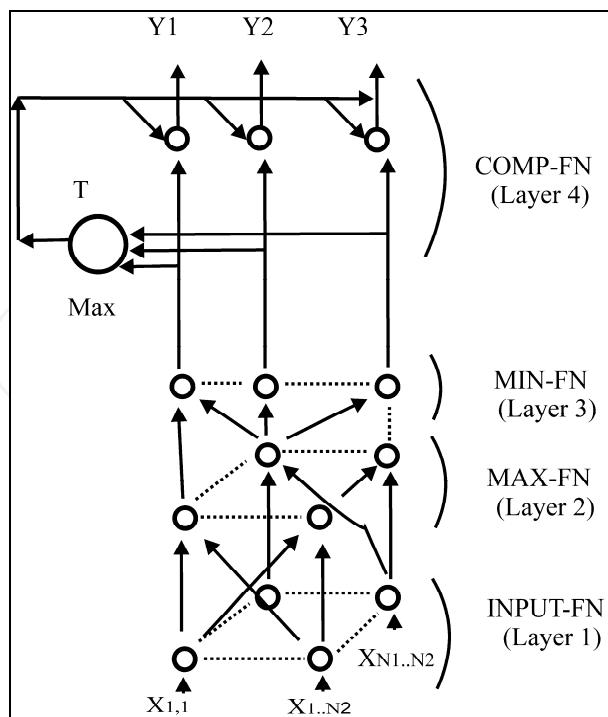 Y1 Y2 Y3
COMP-FN
(Layer 4)
T
Max
MIN-FN
(Layer 3)
MAX-FN
(Layer 2)
INPUT-FN
(Layer 1)
XN1..N2
X1,1 X1..N2